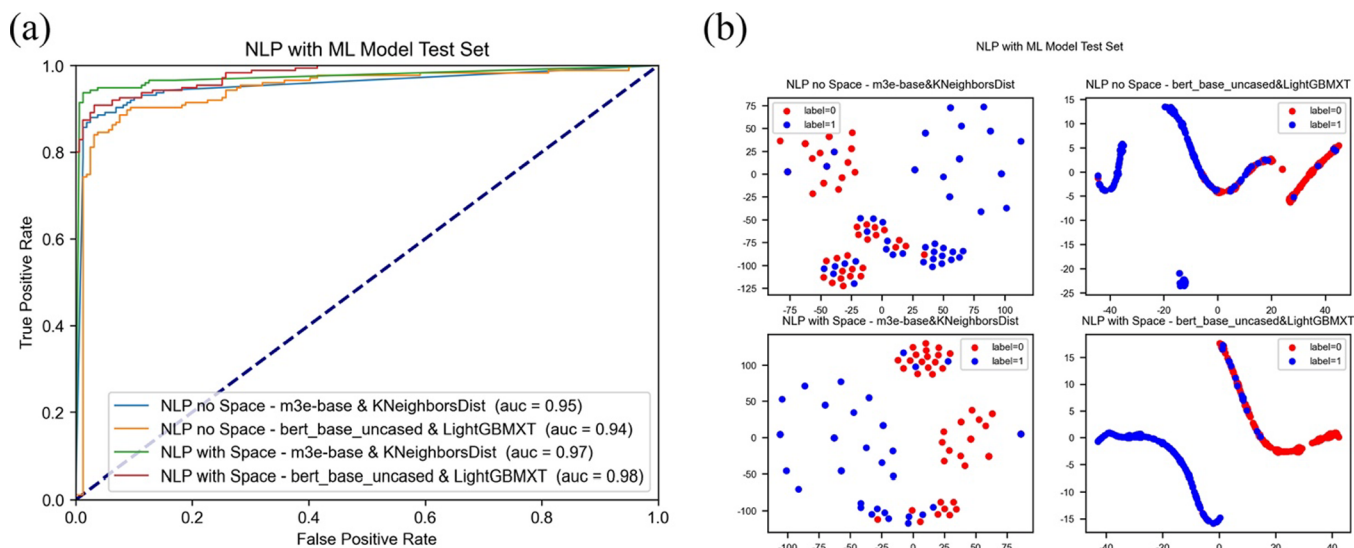 (a)
NLP with ML Model Test Set
1.0
0.8
0.6
0.4
0.2
0.0
True Positive Rate
0.0 0.2 0.4 0.6 0.8 1.0
False Positive Rate
NLP no Space - m3e-base & KNeighborsDist (auc = 0.95)
NLP no Space - bert_base_uncased & LightGBMXT (auc = 0.94)
NLP with Space - m3e-base & KNeighborsDist (auc = 0.97)
NLP with Space - bert_base_uncased & LightGBMXT (auc = 0.98)
(b)
NLP with ML Model Test Set
NLP no Space - m3e-base&KNeighborsDist
label=0
label=1
75
50
25
0
-25
-50
-75
-100
-125
-75 -50 -25 0 25 50 75 100
NLP no Space - bert_base_uncased&LightGBMXT
label=0
label=1
15
10
5
0
-5
-10
-15
-20
-25
-40 -20 0 20 40
NLP with Space - m3e-base&KNeighborsDist
label=0
label=1
100
50
0
-50
-100
-100 -75 -50 -25 0 25 50 75
NLP with Space - bert_base_uncased&LightGBMXT
label=0
label=1
15
10
5
0
-5
-10
-15
-40 -20 0 20 40